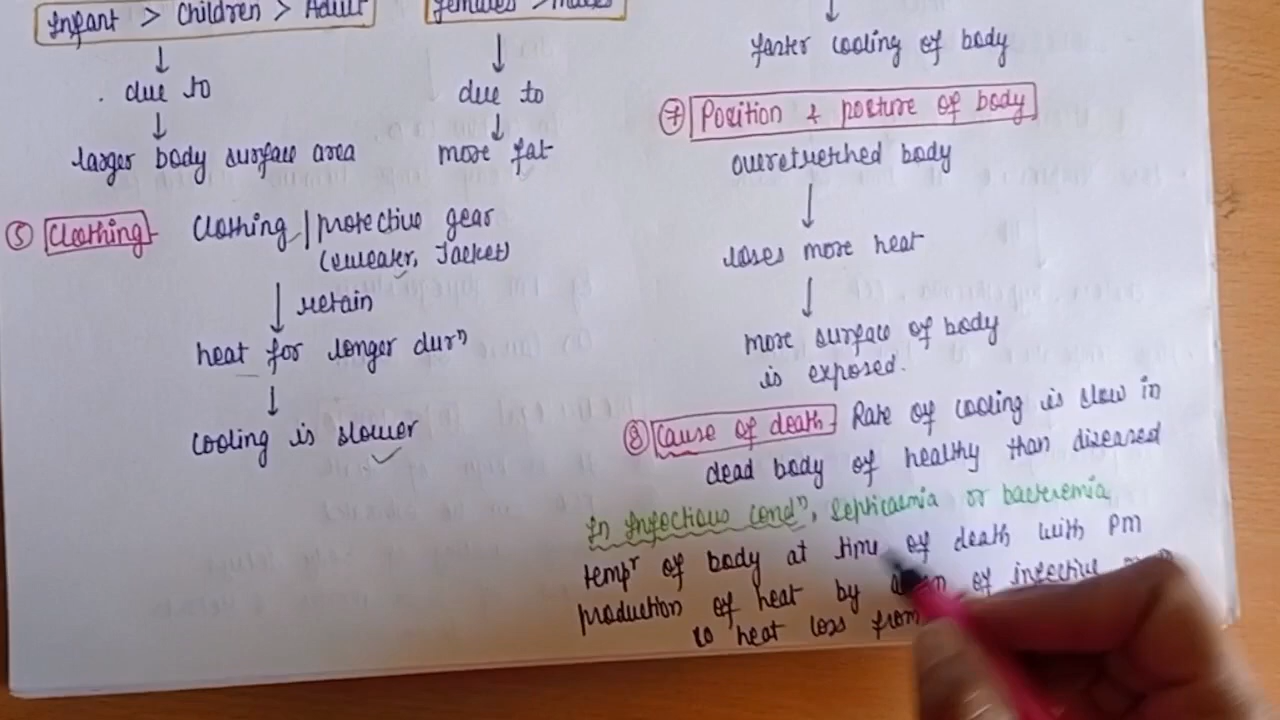 Infant > Children > Adult
↓
due to
↓
larger body surface area
females > males
↓
due to
↓
more fat
⑤ Clothing Clothing / protective gear
(sweater, Jacket)
↓ retain
heat for longer durⁿ
↓
cooling is slower
↓
faster cooling of body
⑦ Position & posture of body
overstretched body
↓
loses more heat
↓
more surface of body
is exposed.
⑧ Cause of death Rate of cooling is slow in
dead body of healthy than diseased
In Infectious condⁿ, septicaemia or bacteremia
tempʳ of body at time of death with PM
production of heat by of infective
to heat loss from